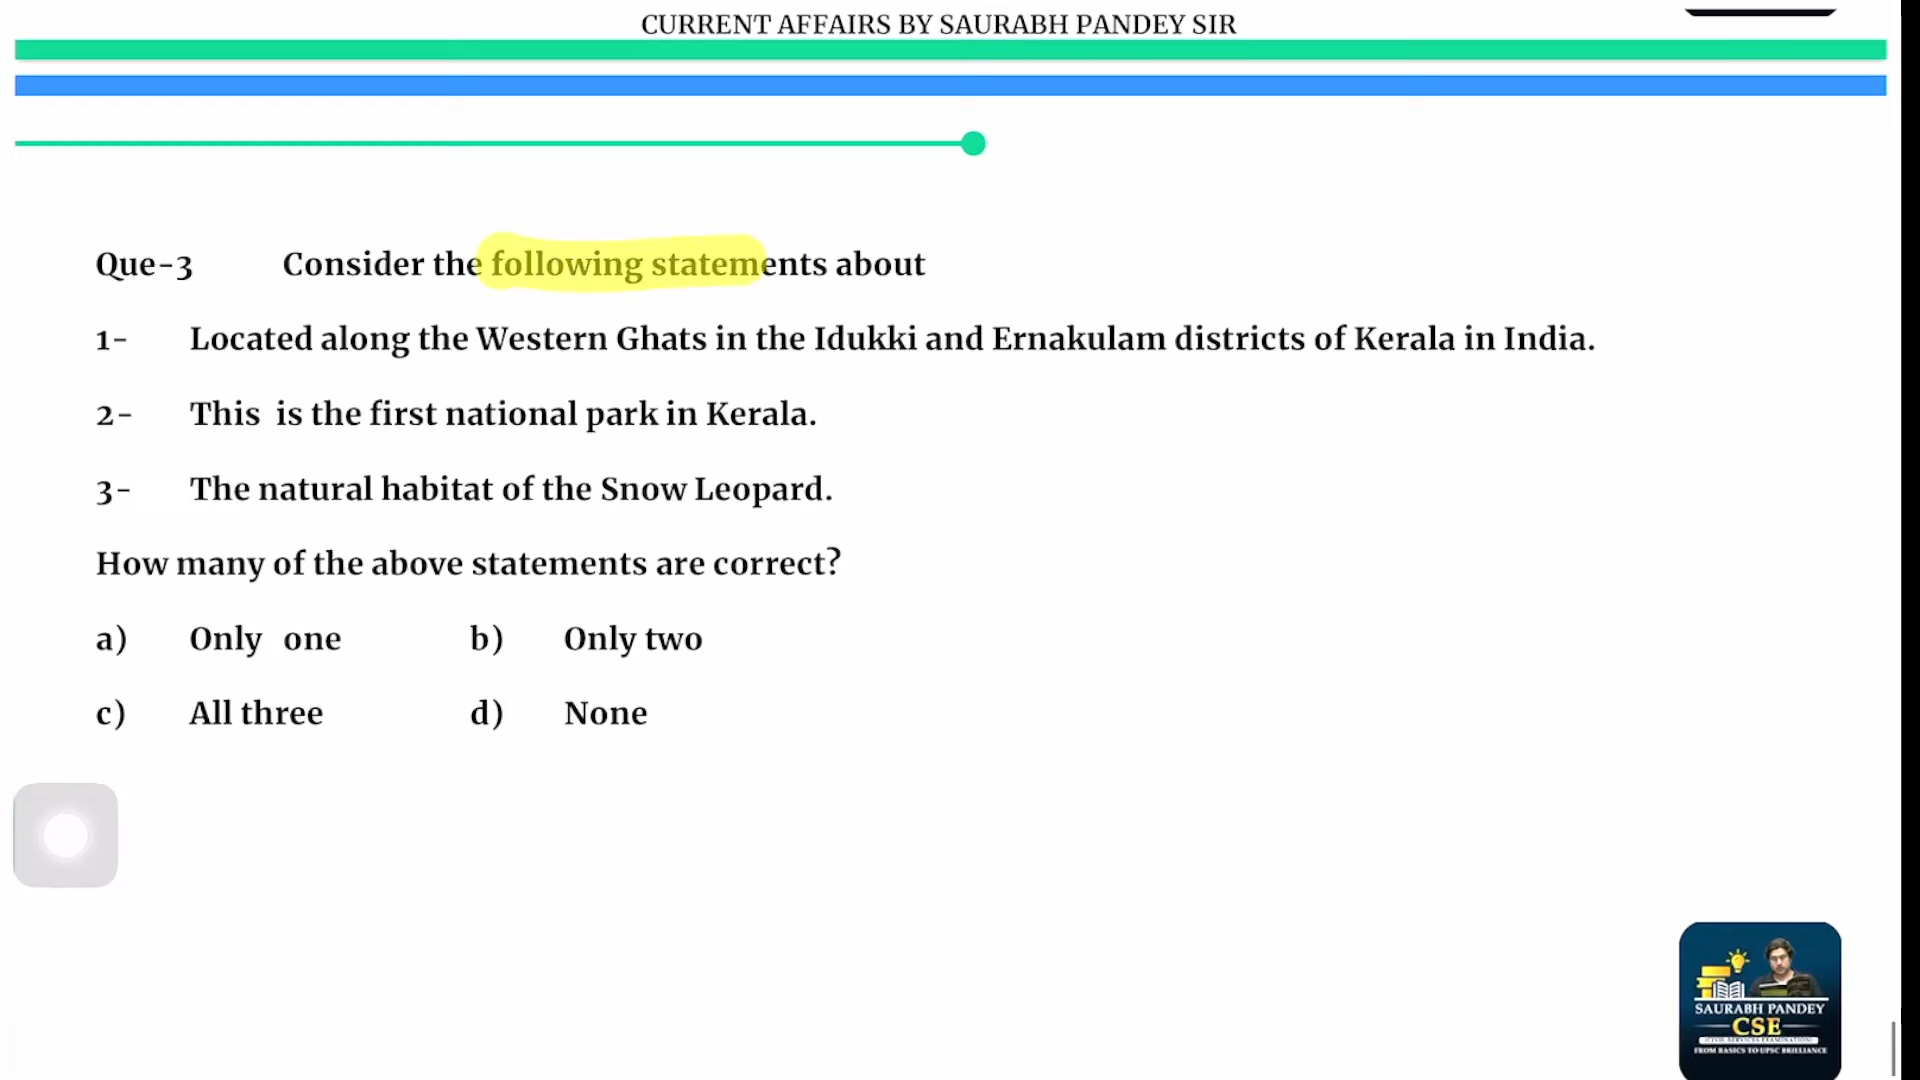 CURRENT AFFAIRS BY SAURABH PANDEY SIR
Que-3 Consider the following statements about
1- Located along the Western Ghats in the Idukki and Ernakulam districts of Kerala in India.
2- This is the first national park in Kerala.
3- The natural habitat of the Snow Leopard.
How many of the above statements are correct?
a) Only one b) Only two
c) All three d) None
SAURABH PANDEY
CSE
(CIVIL SERVICES EXAMINATION)
FROM BASICS TO UPSC BRILLIANCE